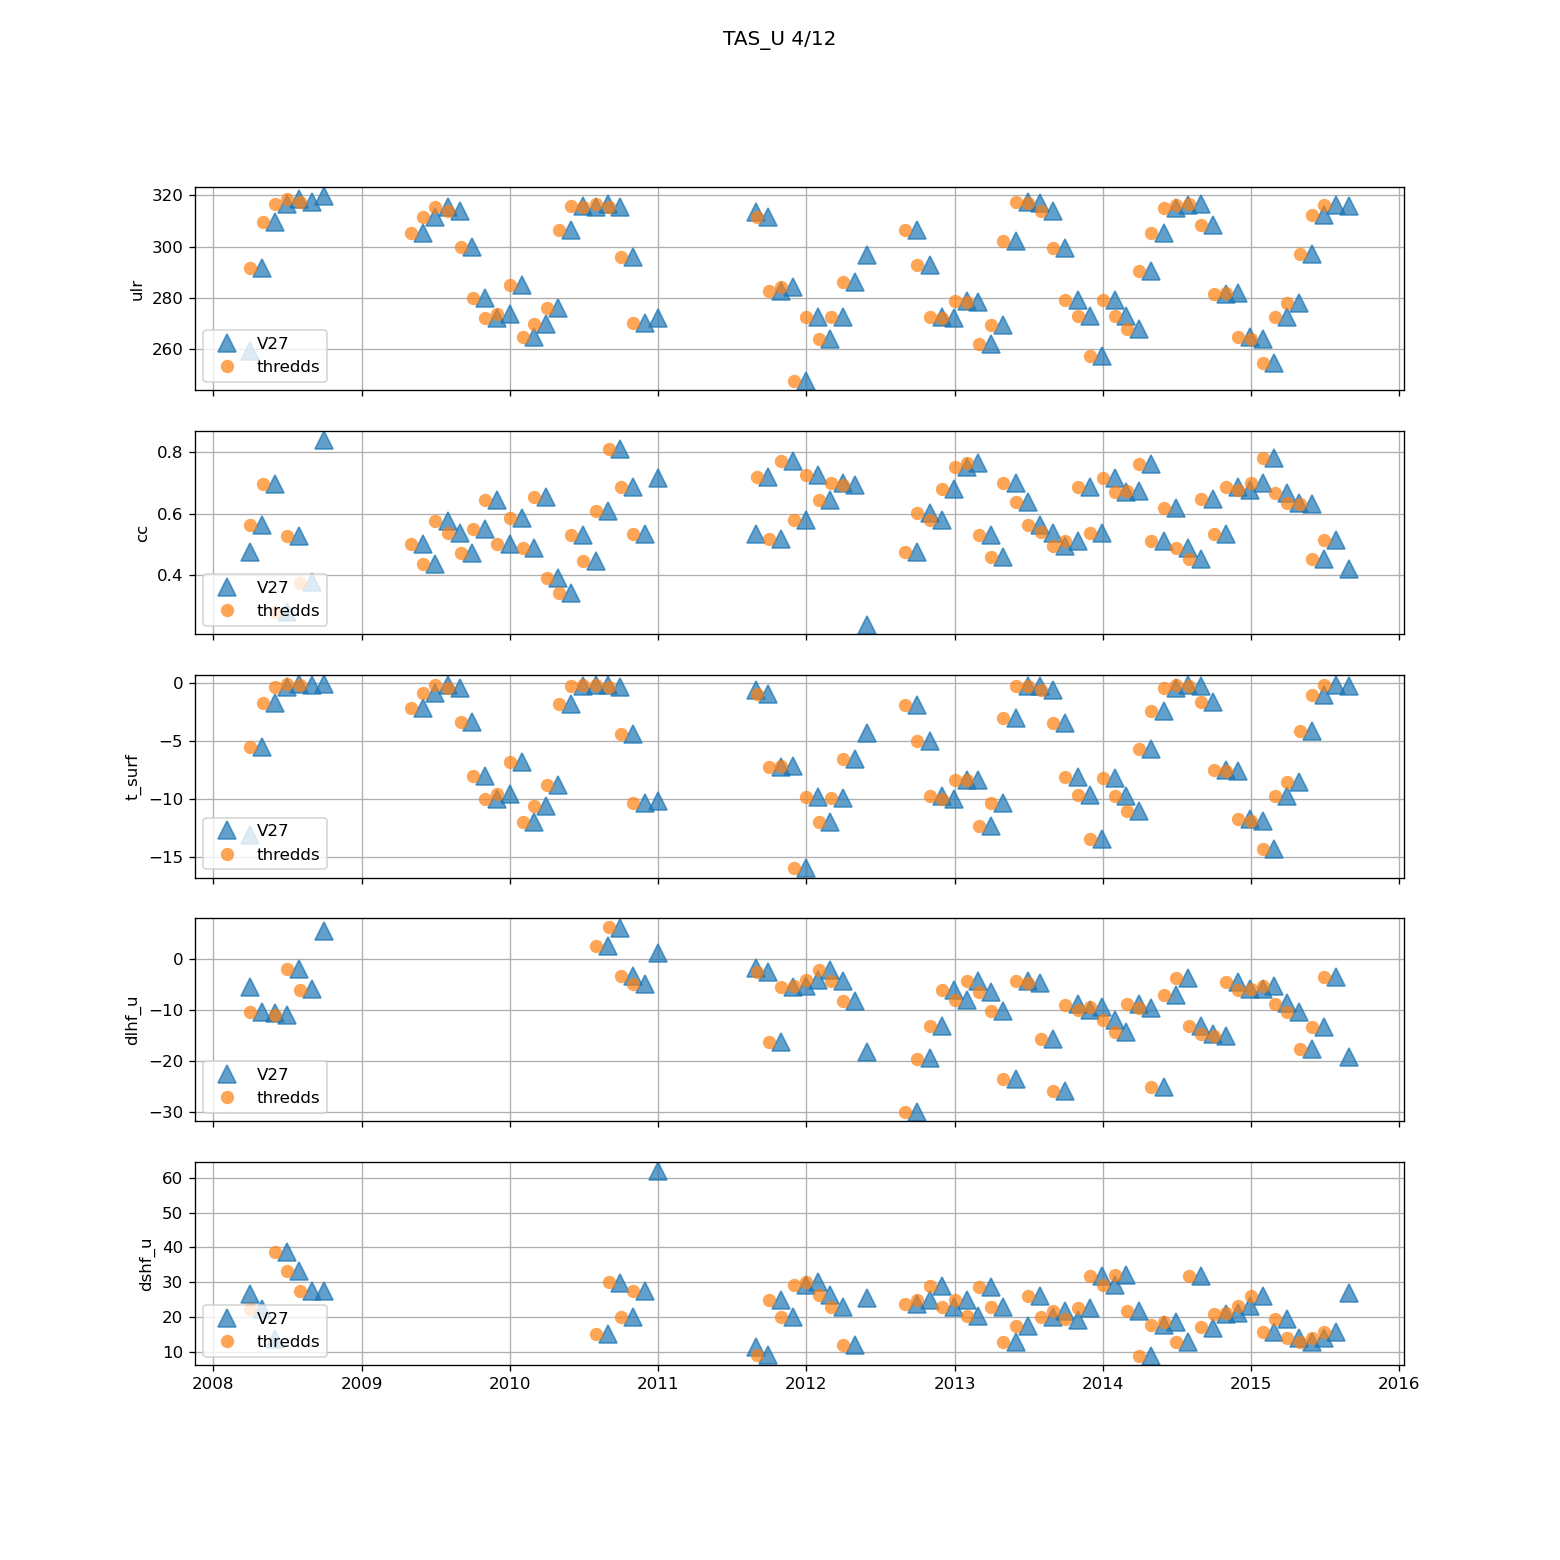 TAS_U 4/12
320
300
280
260
ulr
V27
thredds
0.8
0.6
0.4
cc
V27
thredds
0
−5
−10
−15
t_surf
V27
thredds
0
−10
−20
−30
dlhf_u
V27
thredds
60
50
40
30
20
10
dshf_u
V27
thredds
2008 2009 2010 2011 2012 2013 2014 2015 2016